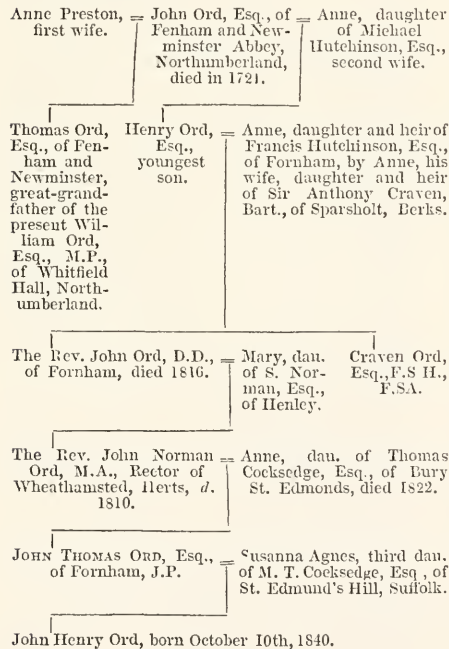 Anne Preston,
first wife.
= John Ord, Esq., of
Fenham and New-
minster Abbey,
Northumberland,
died in 1721.
= Anne, daughter
of Michael
Hutchinson, Esq.,
second wife.
Thomas Ord,
Esq., of Fen-
ham and
Newminster,
great-grand-
father of the
present Wil-
liam Ord,
Esq., M.P.,
of Whitfield
Hall, North-
umberland.
Henry Ord,
Esq.,
youngest
son.
= Anne, daughter and heir of
Francis Hutchinson, Esq.,
of Fornham, by Anne, his
wife, daughter and heir
of Sir Anthony Craven,
Bart., of Sparsholt, Berks.
The Rev. John Ord, D.D.,
of Fornham, died 1816.
= Mary, dau.
of S. Nor-
man, Esq.,
of Henley.
Craven Ord,
Esq., F.S H.,
F.SA.
The Rev. John Norman
Ord, M.A., Rector of
Wheathamsted, Herts, d.
1810.
= Anne, dau. of Thomas
Cocksedge, Esq., of Bury
St. Edmonds, died 1822.
JOHN THOMAS ORD, Esq.,
of Fornham, J.P.
= Susanna Agnes, third dau.
of M. T. Cocksedge, Esq , of
St. Edmund's Hill, Suffolk.
John Henry Ord, born October 10th, 1840.